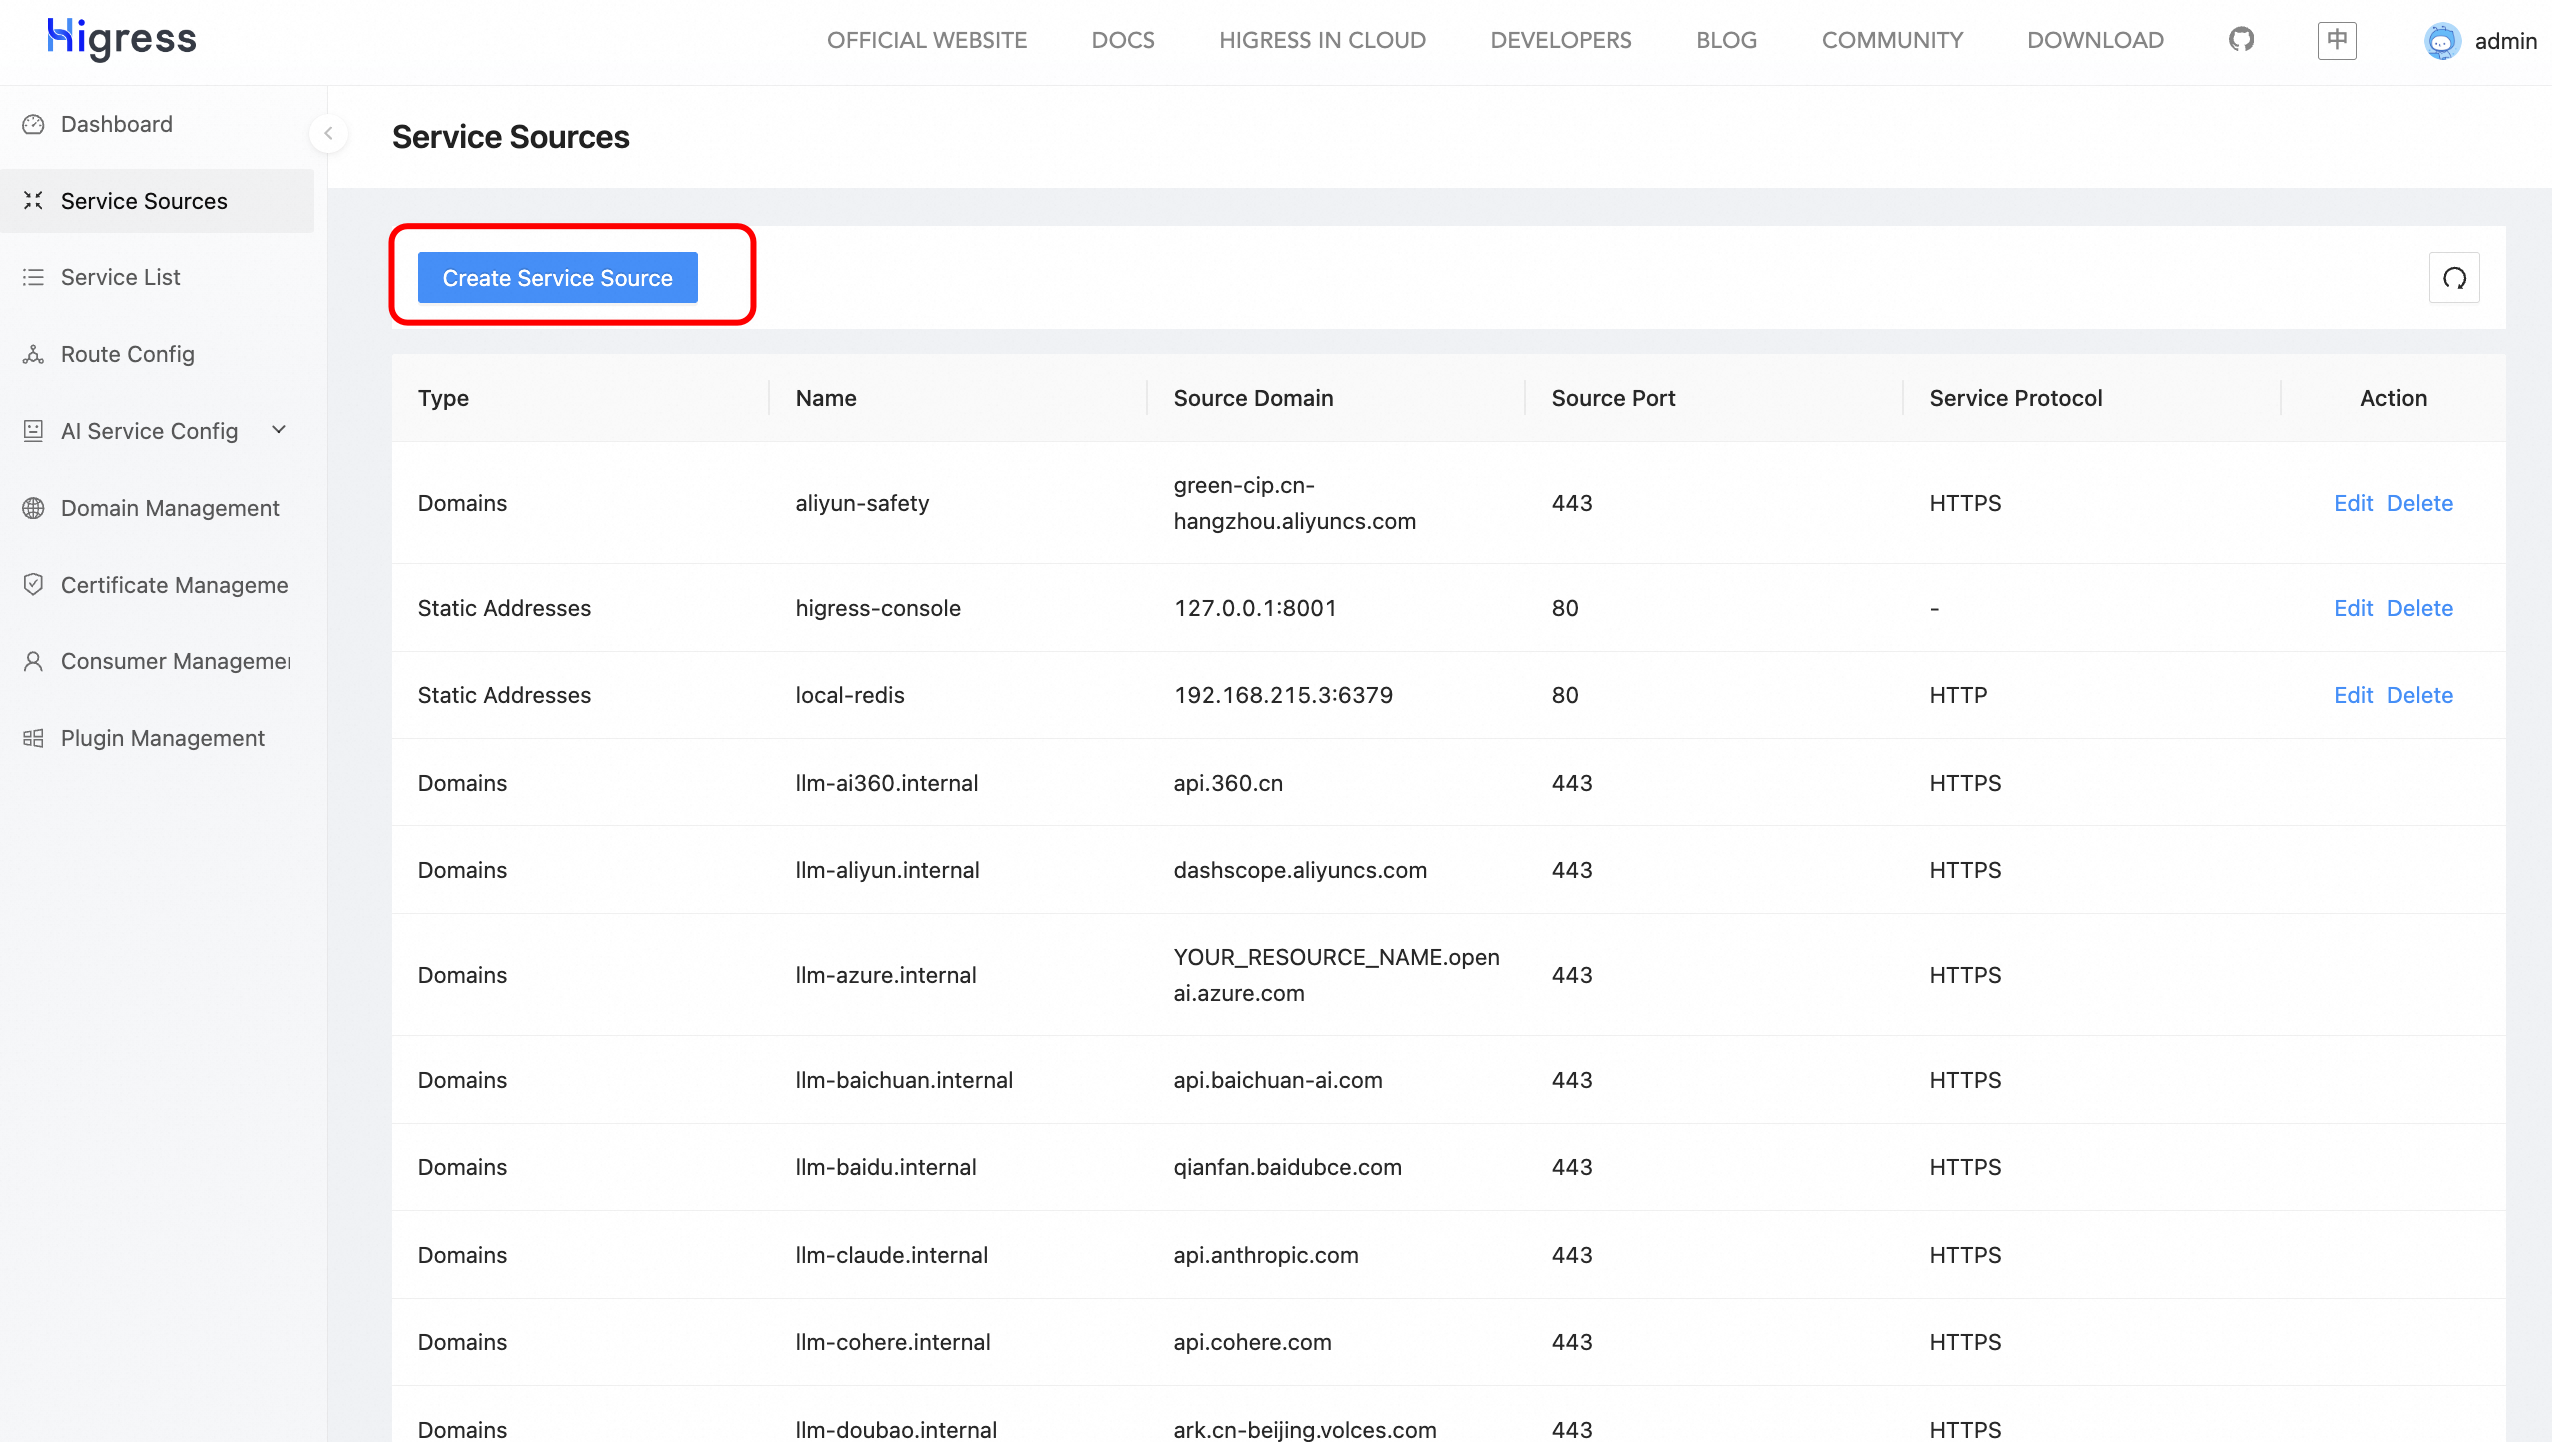 Higress
OFFICIAL WEBSITE DOCS HIGRESS IN CLOUD DEVELOPERS BLOG COMMUNITY DOWNLOAD 中 admin
Dashboard
Service Sources
Service List
Route Config
AI Service Config
Domain Management
Certificate Manageme
Consumer Managemen
Plugin Management
Service Sources
Create Service Source
Type Name Source Domain Source Port Service Protocol Action
Domains aliyun-safety green-cip.cn-
hangzhou.aliyuncs.com 443 HTTPS Edit Delete
Static Addresses higress-console 127.0.0.1:8001 80 - Edit Delete
Static Addresses local-redis 192.168.215.3:6379 80 HTTP Edit Delete
Domains llm-ai360.internal api.360.cn 443 HTTPS
Domains llm-aliyun.internal dashscope.aliyuncs.com 443 HTTPS
Domains llm-azure.internal YOUR_RESOURCE_NAME.open
ai.azure.com 443 HTTPS
Domains llm-baichuan.internal api.baichuan-ai.com 443 HTTPS
Domains llm-baidu.internal qianfan.baidubce.com 443 HTTPS
Domains llm-claude.internal api.anthropic.com 443 HTTPS
Domains llm-cohere.internal api.cohere.com 443 HTTPS
Domains llm-doubao.internal ark.cn-beijing.volces.com 443 HTTPS